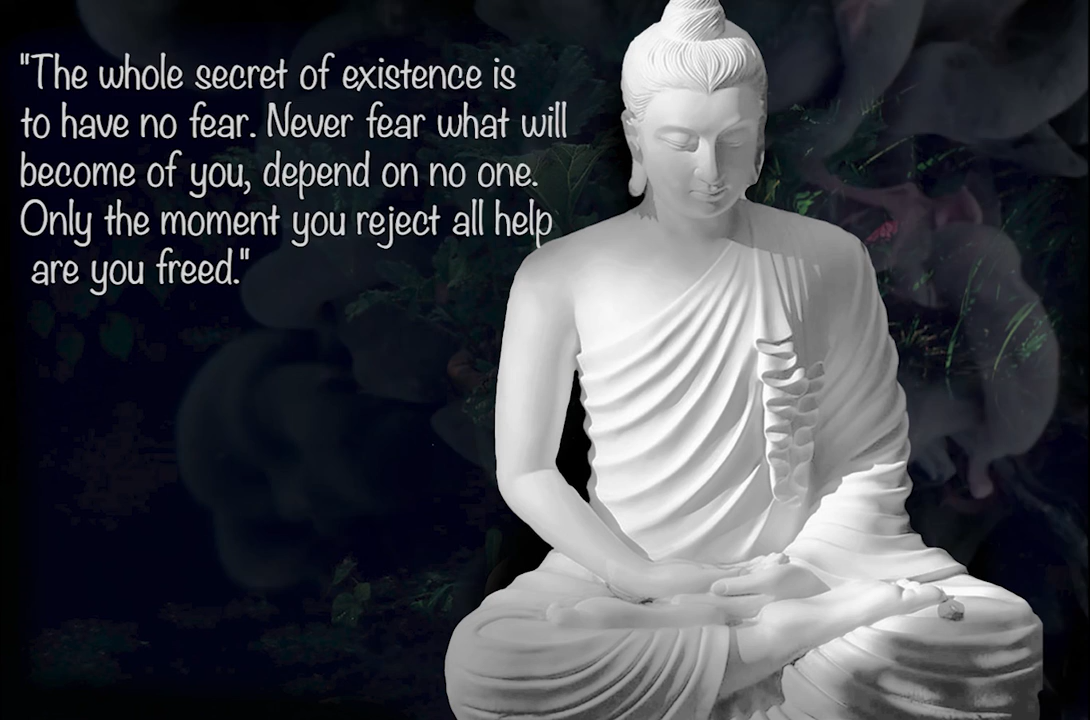 "The whole secret of existence is
to have no fear. Never fear what will
become of you, depend on no one.
Only the moment you reject all help
are you freed."